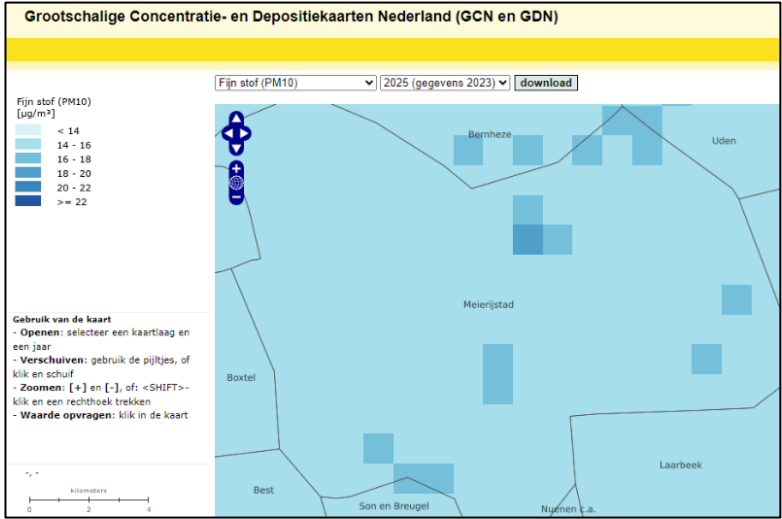 Grootschalige Concentratie- en Depositiekaarten Nederland (GCN en GDN)
Fijn stof (PM10) 2025 (gegevens 2023) download
Fijn stof (PM10)
[µg/m³]
< 14
14 - 16
16 - 18
18 - 20
20 - 22
>= 22
Bernheze
Uden
Meierijstad
Boxtel
Laarbeek
Best
Son en Breugel
Nuenen c.a.
Gebruik van de kaart
- Openen: selecteer een kaartlaag en
een jaar
- Verschuiven: gebruik de pijltjes, of
klik en schuif
- Zoomen: [+] en [-], of: <SHIFT>-
klik en een rechthoek trekken
- Waarde opvragen: klik in de kaart
-, -
kilometers
0 2 4